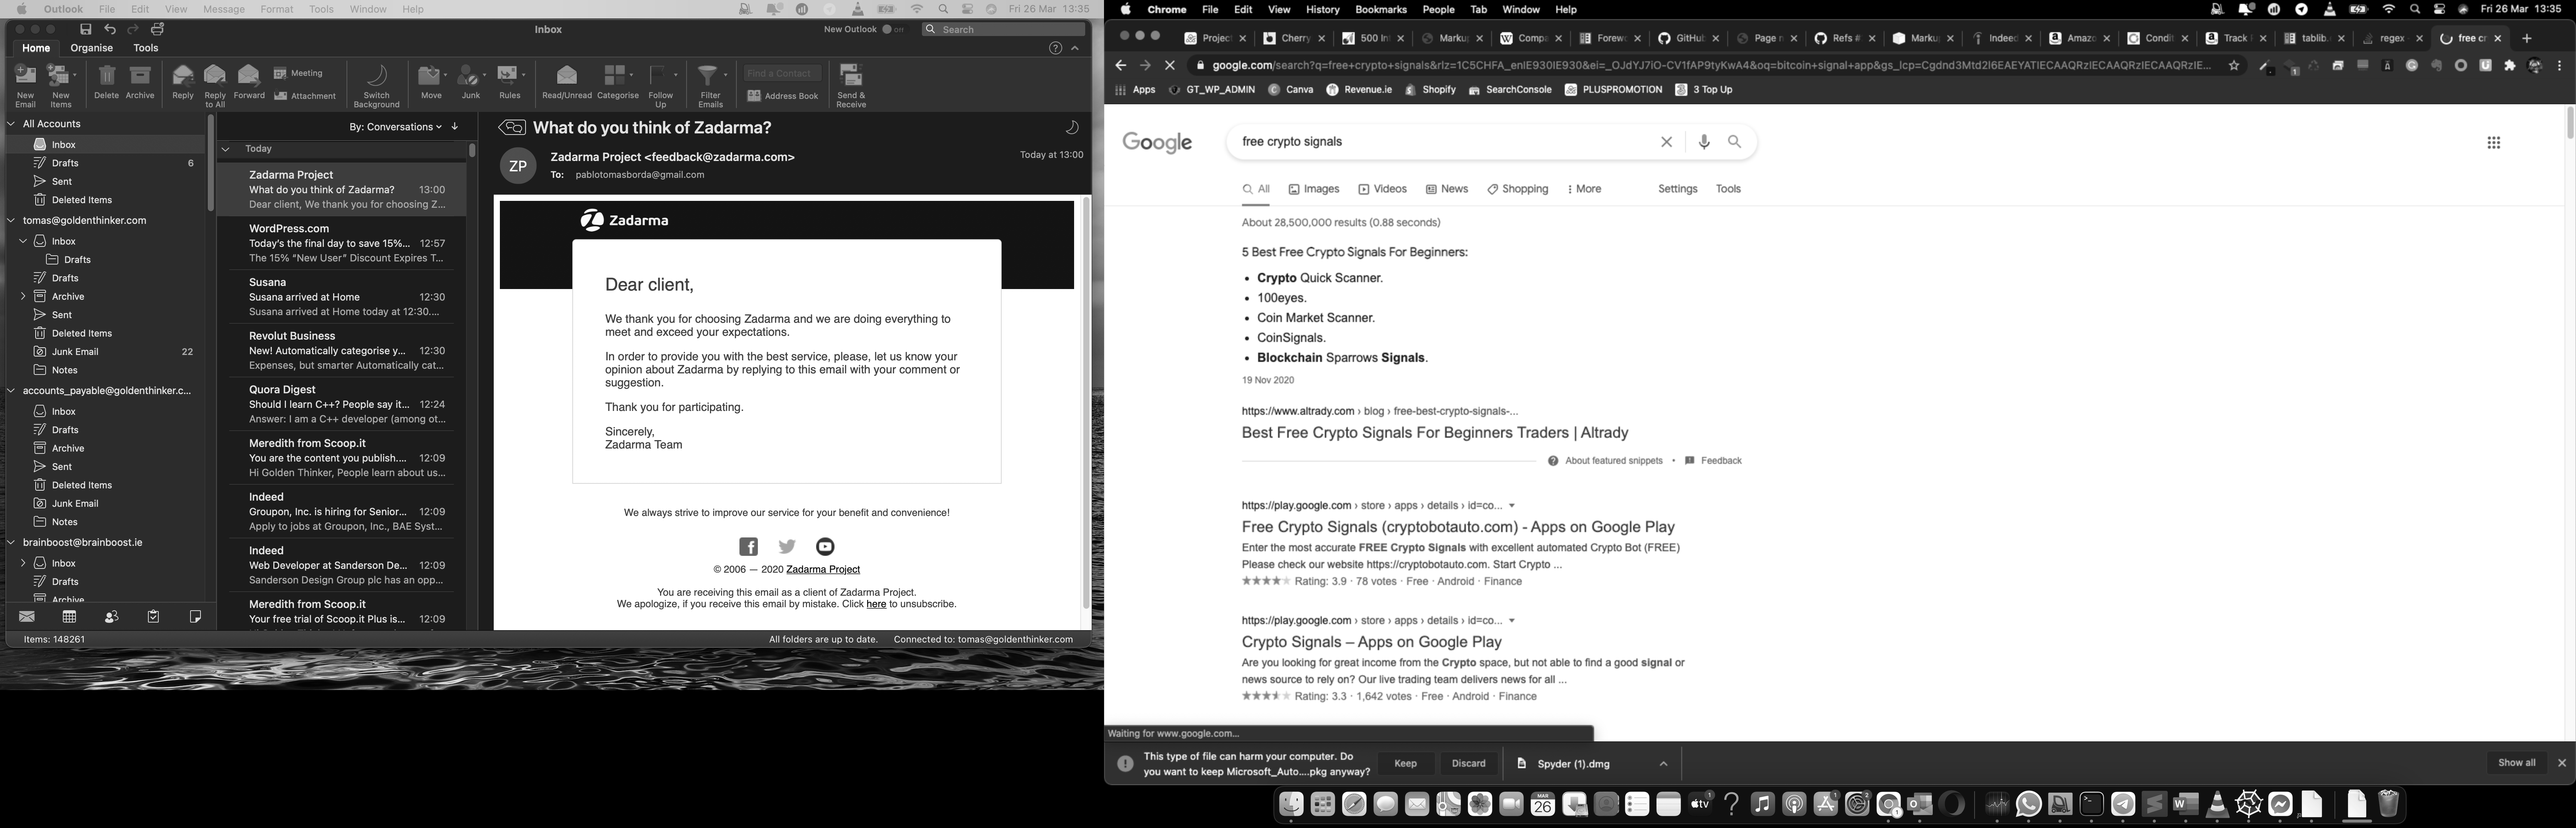 Outlook File Edit View Message Format Tools Window Help Fri 26 Mar 13:35
Inbox New Outlook Search
Home Organise Tools
New Email New Items Delete Archive Reply Reply to All Forward Meeting Attachment Switch Background Move Junk Rules Read/Unread Categorise Follow Up Filter Emails Find a Contact Address Book Send & Receive
All Accounts
Inbox
Drafts 6
Sent
Deleted Items
tomas@goldenthinker.com
Inbox
Drafts
Drafts
Archive
Sent
Deleted Items
Junk Email 22
Notes
accounts_payable@goldenthinker.c...
Inbox
Drafts
Archive
Sent
Deleted Items
Junk Email
Notes
brainboost@brainboost.ie
Inbox
Drafts
Archive
Items: 148261
By: Conversations
Today
Zadarma Project
What do you think of Zadarma? 13:00
Dear client, We thank you for choosing Z...
WordPress.com
Today's the final day to save 15%... 12:57
The 15% “New User” Discount Expires T...
Susana
Susana arrived at Home 12:30
Susana arrived at Home today at 12:30....
Revolut Business
New! Automatically categorise y... 12:30
Expenses, but smarter Automatically cat...
Quora Digest
Should I learn C++? People say it... 12:24
Answer: I am a C++ developer (among ot...
Meredith from Scoop.it
You are the content you publish.... 12:09
Hi Golden Thinker, People learn about us...
Indeed
Groupon, Inc. is hiring for Senior... 12:09
Apply to jobs at Groupon, Inc., BAE Syst...
Indeed
Web Developer at Sanderson De... 12:09
Sanderson Design Group plc has an opp...
Meredith from Scoop.it
Your free trial of Scoop.it Plus is... 12:09
What do you think of Zadarma?
ZP
Zadarma Project <feedback@zadarma.com> Today at 13:00
To: pablotomasborda@gmail.com
Zadarma
Dear client,
We thank you for choosing Zadarma and we are doing everything to
meet and exceed your expectations.
In order to provide you with the best service, please, let us know your
opinion about Zadarma by replying to this email with your comment or
suggestion.
Thank you for participating.
Sincerely,
Zadarma Team
We always strive to improve our service for your benefit and convenience!
© 2006 — 2020 Zadarma Project
You are receiving this email as a client of Zadarma Project.
We apologize, if you receive this email by mistake. Click here to unsubscribe.
All folders are up to date. Connected to: tomas@goldenthinker.com
Chrome File Edit View History Bookmarks People Tab Window Help Fri 26 Mar 13:35
Project Cherry 500 Int Marku Compa Forew GitHub Page n Refs # Marku Indeed Amazo Condit Track tablib. regex free cr
google.com/search?q=free+crypto+signals&rlz=1C5CHFA_enIE930IE930&ei=_OJdYJ7iO-CV1fAP9tyKwA4&oq=bitcoin+signal+app&gs_lcp=Cgdnd3Mtd2l6EAEYATIECAAQRzIECAAQRzIECAAQRzIE...
Apps GT_WP_ADMIN Canva Revenue.ie Shopify SearchConsole PLUSPROMOTION 3 Top Up
Google
free crypto signals
All Images Videos News Shopping More Settings Tools
About 28,500,000 results (0.88 seconds)
5 Best Free Crypto Signals For Beginners:
• Crypto Quick Scanner.
• 100eyes.
• Coin Market Scanner.
• CoinSignals.
• Blockchain Sparrows Signals.
19 Nov 2020
https://www.altrady.com › blog › free-best-crypto-signals-...
Best Free Crypto Signals For Beginners Traders | Altrady
About featured snippets • Feedback
https://play.google.com › store › apps › details › id=co...
Free Crypto Signals (cryptobotauto.com) - Apps on Google Play
Enter the most accurate FREE Crypto Signals with excellent automated Crypto Bot (FREE)
Please check our website https://cryptobotauto.com. Start Crypto ...
Rating: 3.9 · 78 votes · Free · Android · Finance
https://play.google.com › store › apps › details › id=co...
Crypto Signals – Apps on Google Play
Are you looking for great income from the Crypto space, but not able to find a good signal or
news source to rely on? Our live trading team delivers news for all ...
Rating: 3.3 · 1,642 votes · Free · Android · Finance
Waiting for www.google.com...
This type of file can harm your computer. Do
you want to keep Microsoft_Auto....pkg anyway?
Keep Discard Spyder (1).dmg Show all
MAR
26
tv